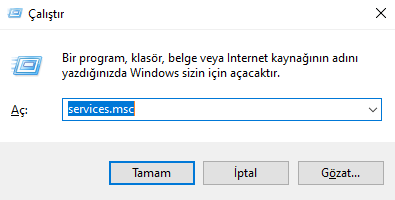 Çalıştır
Bir program, klasör, belge veya Internet kaynağının adını
yazdığınızda Windows sizin için açacaktır.
Aç: services.msc
Tamam İptal Gözat...